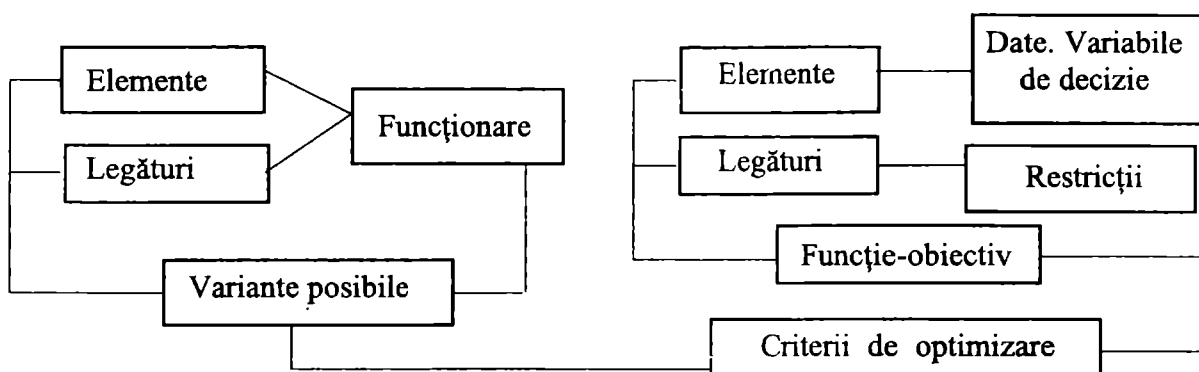 Elemente
Legături
Funcţionare
Variante posibile
Elemente
Date. Variabile
de decizie
Legături
Restricţii
Funcţie-obiectiv
Criterii de optimizare